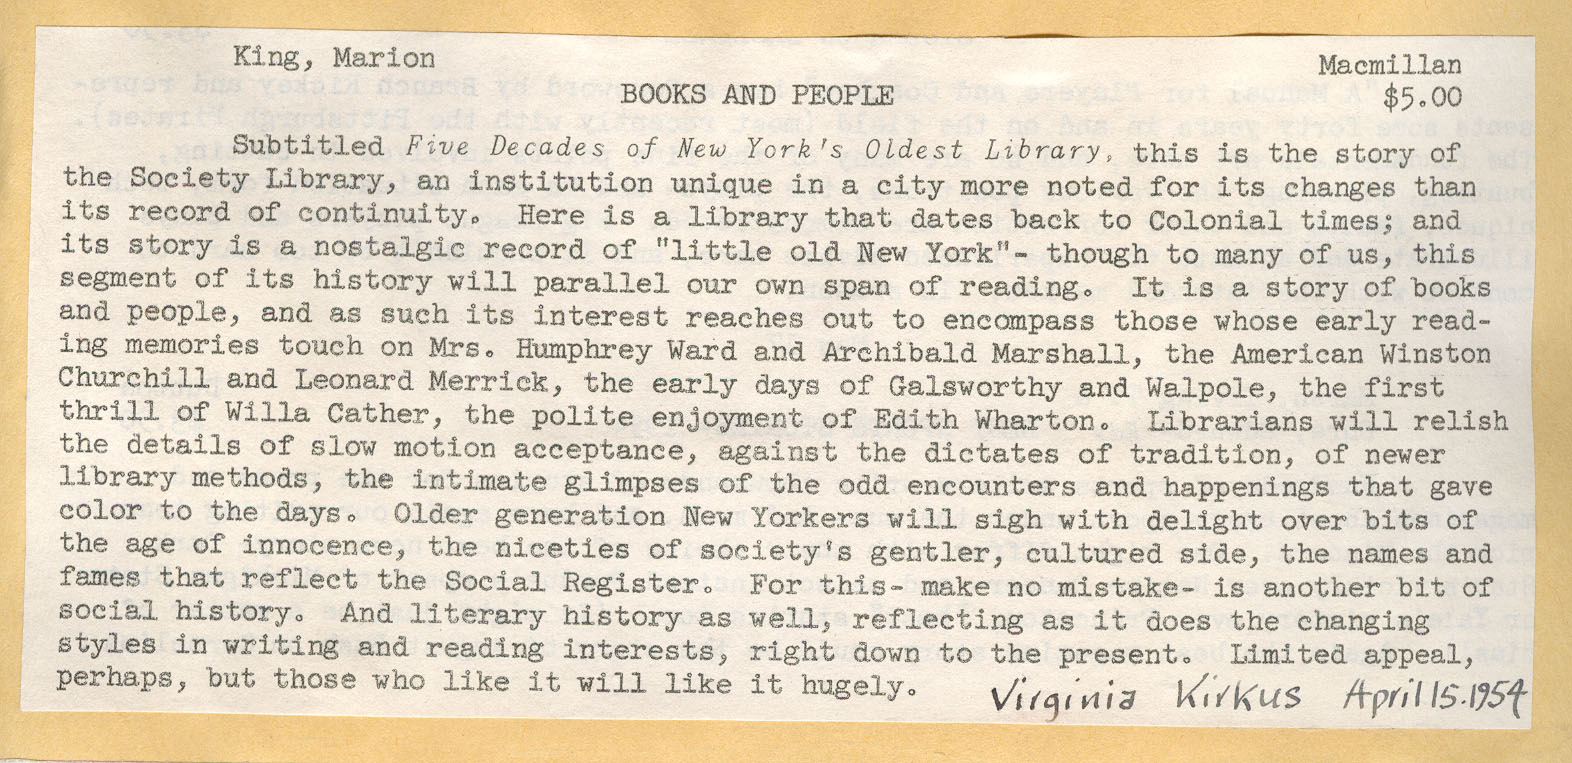 King, Marion
Macmillan
BOOKS AND PEOPLE
$5.00
Subtitled Five Decades of New York's Oldest Library, this is the story of
the Society Library, an institution unique in a city more noted for its changes than
its record of continuity. Here is a library that dates back to Colonial times; and
its story is a nostalgic record of "little old New York"- though to many of us, this
segment of its history will parallel our own span of reading. It is a story of books
and people, and as such its interest reaches out to encompass those whose early read-
ing memories touch on Mrs. Humphrey Ward and Archibald Marshall, the American Winston
Churchill and Leonard Merrick, the early days of Galsworthy and Walpole, the first
thrill of Willa Cather, the polite enjoyment of Edith Wharton. Librarians will relish
the details of slow motion acceptance, against the dictates of tradition, of newer
library methods, the intimate glimpses of the odd encounters and happenings that gave
color to the days. Older generation New Yorkers will sigh with delight over bits of
the age of innocence, the niceties of society's gentler, cultured side, the names and
fames that reflect the Social Register. For this- make no mistake- is another bit of
social history. And literary history as well, reflecting as it does the changing
styles in writing and reading interests, right down to the present. Limited appeal,
perhaps, but those who like it will like it hugely.
Virginia Kirkus April 15.1954